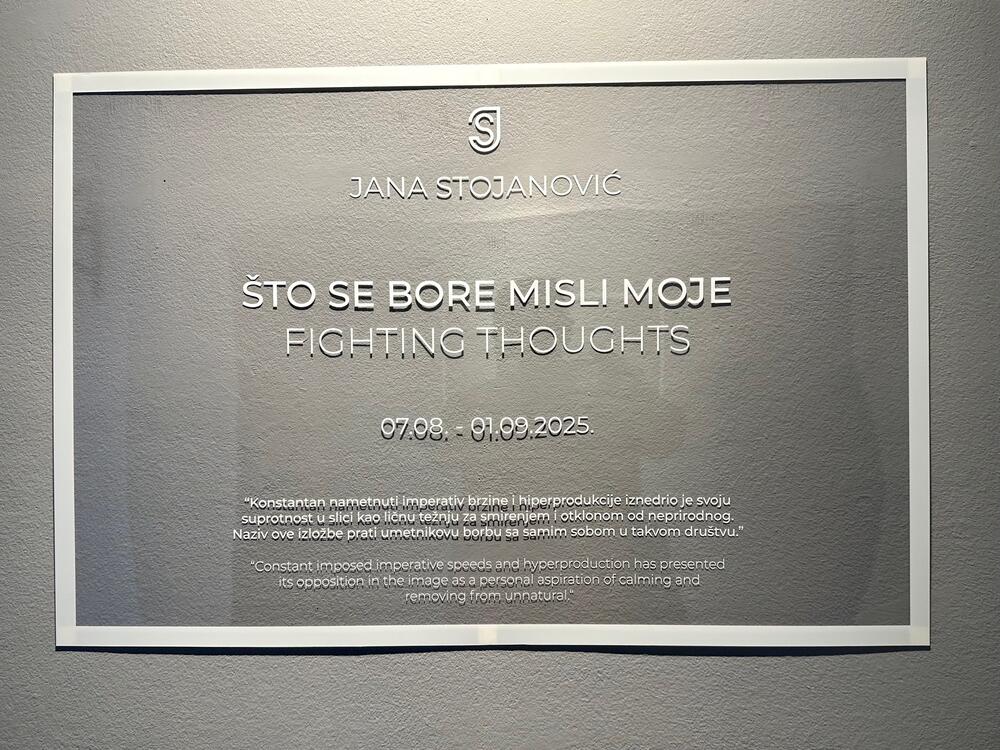 JANA STOJANOVIĆ
ŠTO SE BORE MISLI MOJE
FIGHTING THOUGHTS
07.08. - 01.09.2025.
“Konstantan nametnuti imperativ brzine i hiperprodukcije iznedrio je svoju
suprotnost u slici kao ličnu težnju za smirenjem i otklonom od neprirodnog.
Naziv ove izložbe prati umetnikovu borbu sa samim sobom u takvom društvu.”
“Constant imposed imperative speeds and hyperproduction has presented
its opposition in the image as a personal aspiration of calming and
removing from unnatural.“